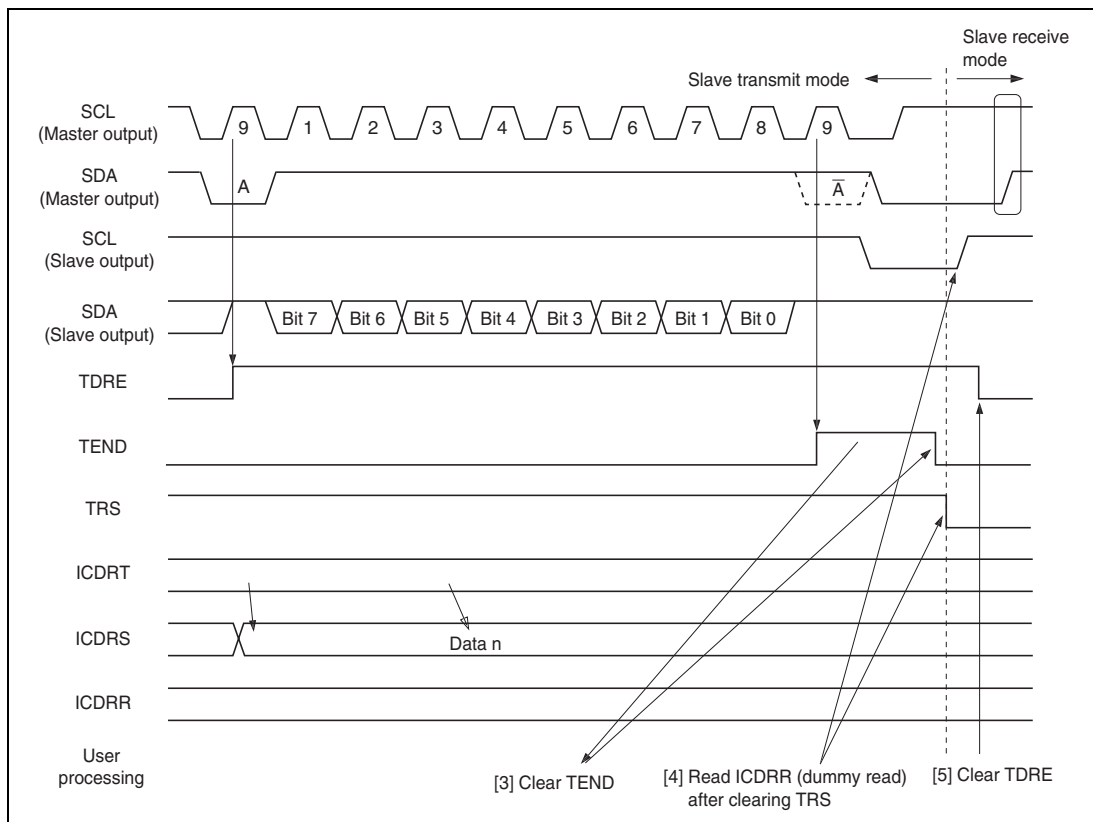 Slave receive
mode
Slave transmit mode
SCL
(Master output)
9 1 2 3 4 5 6 7 8 9
SDA
(Master output)
A A̅
SCL
(Slave output)
SDA
(Slave output)
Bit 7 Bit 6 Bit 5 Bit 4 Bit 3 Bit 2 Bit 1 Bit 0
TDRE
TEND
TRS
ICDRT
ICDRS
Data n
ICDRR
User
processing
[3] Clear TEND
[4] Read ICDRR (dummy read)
after clearing TRS
[5] Clear TDRE